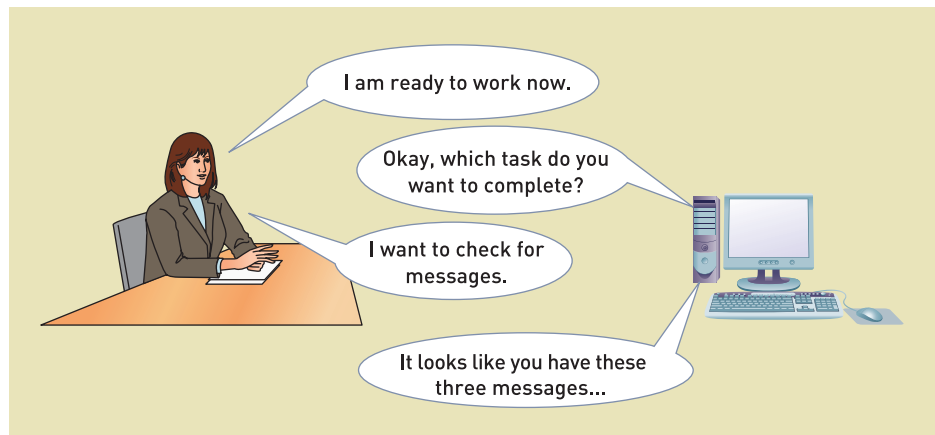 I am ready to work now.
Okay, which task do you
want to complete?
I want to check for
messages.
It looks like you have these
three messages...